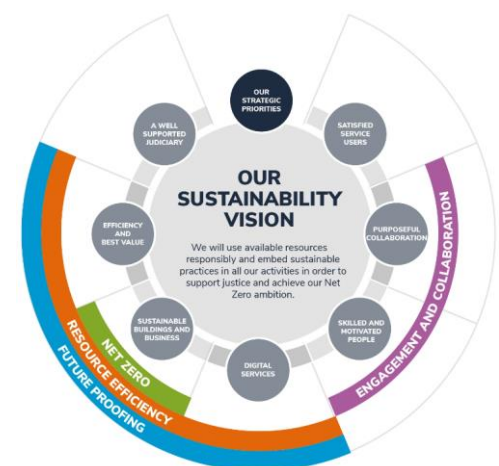 OUR
STRATEGIC
PRIORITIES
A WELL
SUPPORTED
JUDICIARY
SATISFIED
SERVICE
USERS
OUR
SUSTAINABILITY
VISION
We will use available resources
responsibly and embed sustainable
practices in all our activities in order to
support justice and achieve our Net
Zero ambition.
EFFICIENCY
AND
BEST VALUE
PURPOSEFUL
COLLABORATION
SUSTAINABLE
BUILDINGS AND
BUSINESS
SKILLED AND
MOTIVATED
PEOPLE
DIGITAL
SERVICES
NET ZERO
RESOURCE EFFICIENCY
FUTURE PROOFING
ENGAGEMENT AND COLLABORATION